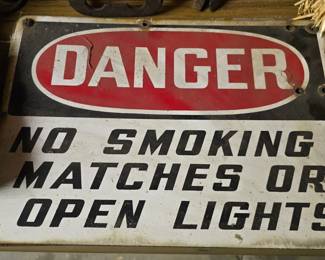 DANGER
NO SMOKING
MATCHES OR
OPEN LIGHTS